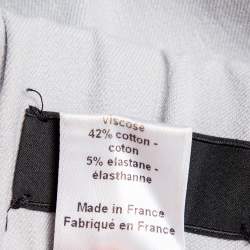 viscose
42% cotton -
coton
5% elastane -
élasthanne
Made in France
Fabriqué en France